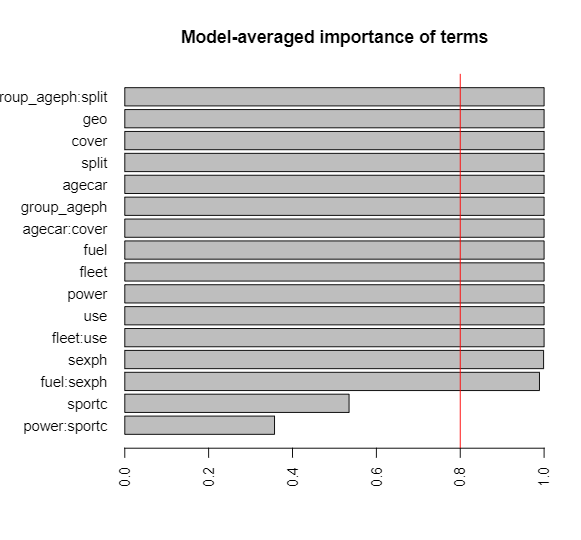 Model-averaged importance of terms
roup_ageph:split
geo
cover
split
agecar
group_ageph
agecar:cover
fuel
fleet
power
use
fleet:use
sexph
fuel:sexph
sportc
power:sportc
0.0 0.2 0.4 0.6 0.8 1.0